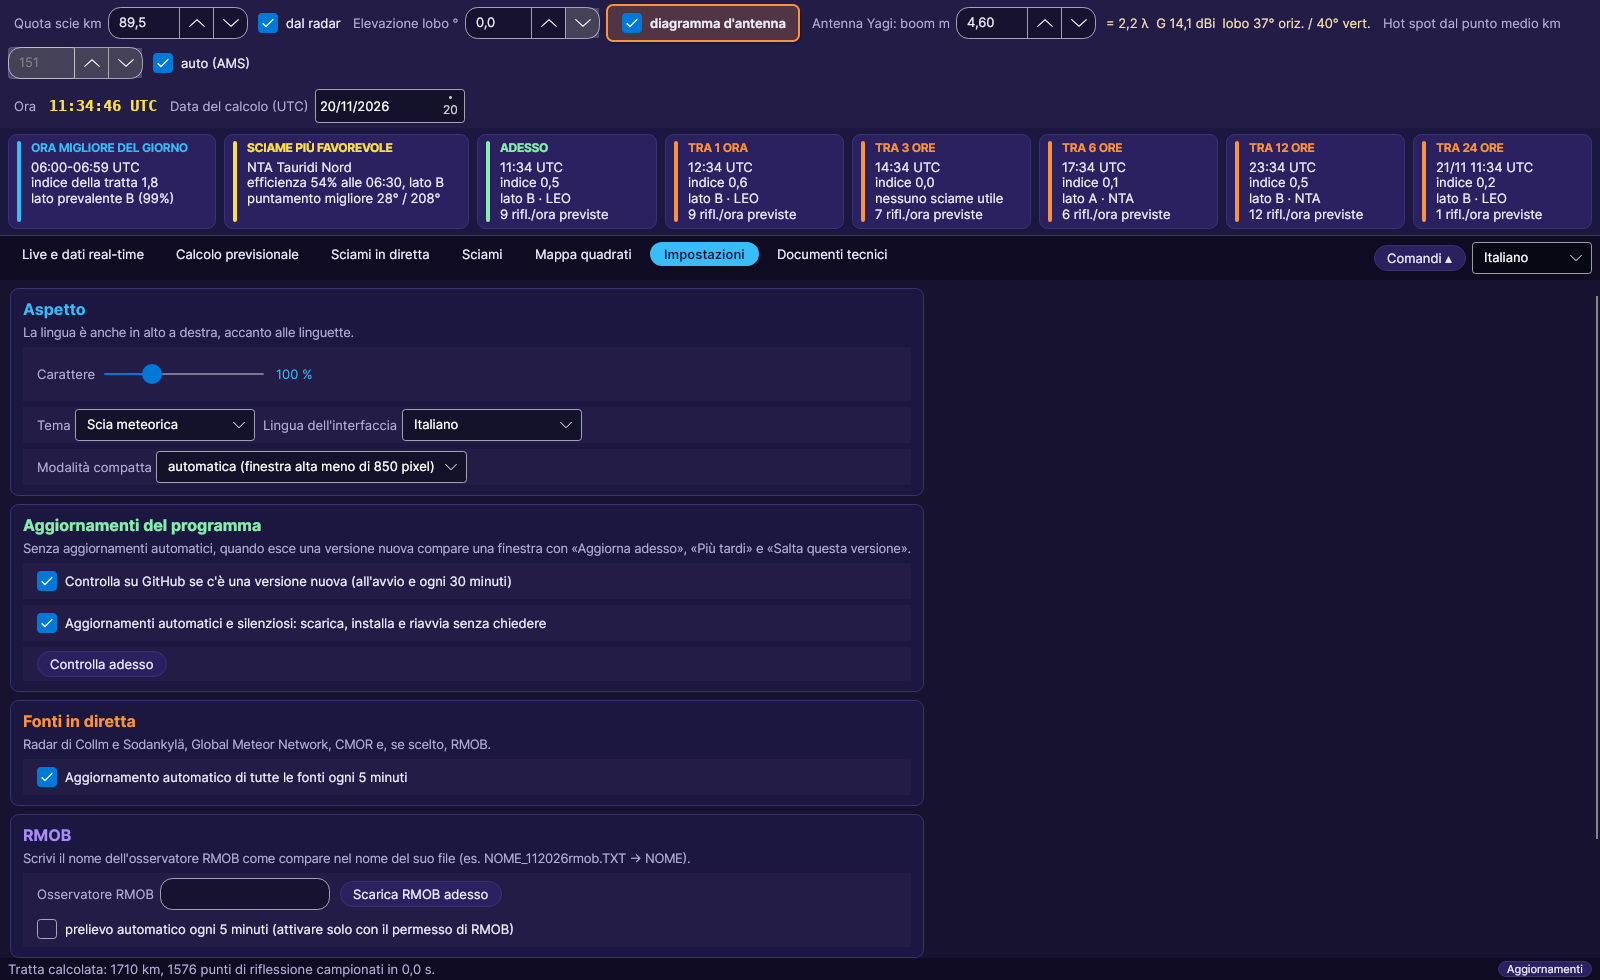 Quota scie km 89,5 dal radar Elevazione lobo ° 0,0 diagramma d'antenna Antenna Yagi: boom m 4,60 = 2,2 λ G 14,1 dBi lobo 37° oriz. / 40° vert. Hot spot dal punto medio km
151 auto (AMS)
Ora 11:34:46 UTC Data del calcolo (UTC) 20/11/2026 20
ORA MIGLIORE DEL GIORNO
06:00-06:59 UTC
indice della tratta 1,8
lato prevalente B (99%)
SCIAME PIÙ FAVOREVOLE
NTA Tauridi Nord
efficienza 54% alle 06:30, lato B
puntamento migliore 28° / 208°
ADESSO
11:34 UTC
indice 0,5
lato B · LEO
9 rifl./ora previste
TRA 1 ORA
12:34 UTC
indice 0,6
lato B · LEO
9 rifl./ora previste
TRA 3 ORE
14:34 UTC
indice 0,0
nessuno sciame utile
7 rifl./ora previste
TRA 6 ORE
17:34 UTC
indice 0,1
lato A · NTA
6 rifl./ora previste
TRA 12 ORE
23:34 UTC
indice 0,5
lato B · NTA
12 rifl./ora previste
TRA 24 ORE
21/11 11:34 UTC
indice 0,2
lato B · LEO
1 rifl./ora previste
Live e dati real-time Calcolo previsionale Sciami in diretta Sciami Mappa quadrati Impostazioni Documenti tecnici Comandi ▴ Italiano
Aspetto
La lingua è anche in alto a destra, accanto alle linguette.
Carattere 100 %
Tema Scia meteorica Lingua dell'interfaccia Italiano
Modalità compatta automatica (finestra alta meno di 850 pixel)
Aggiornamenti del programma
Senza aggiornamenti automatici, quando esce una versione nuova compare una finestra con «Aggiorna adesso», «Più tardi» e «Salta questa versione».
Controlla su GitHub se c'è una versione nuova (all'avvio e ogni 30 minuti)
Aggiornamenti automatici e silenziosi: scarica, installa e riavvia senza chiedere
Controlla adesso
Fonti in diretta
Radar di Collm e Sodankylä, Global Meteor Network, CMOR e, se scelto, RMOB.
Aggiornamento automatico di tutte le fonti ogni 5 minuti
RMOB
Scrivi il nome dell'osservatore RMOB come compare nel nome del suo file (es. NOME_112026rmob.TXT → NOME).
Osservatore RMOB Scarica RMOB adesso
prelievo automatico ogni 5 minuti (attivare solo con il permesso di RMOB)
Tratta calcolata: 1710 km, 1576 punti di riflessione campionati in 0,0 s. Aggiornamenti